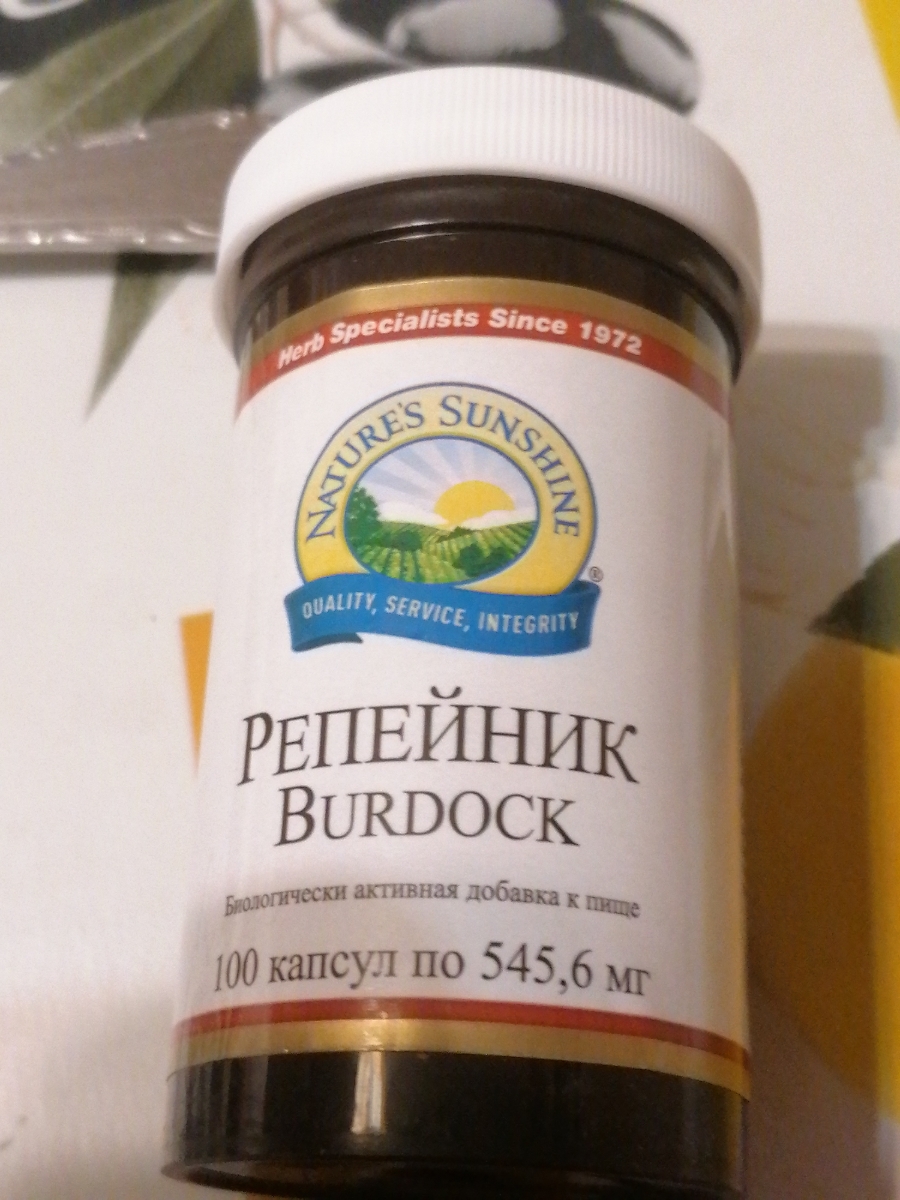 Herb Specialists Since 1972
NATURE'S SUNSHINE
®
QUALITY, SERVICE, INTEGRITY
РЕПЕЙНИК
BURDOCK
Биологически активная добавка к пище
100 капсул по 545,6 мг